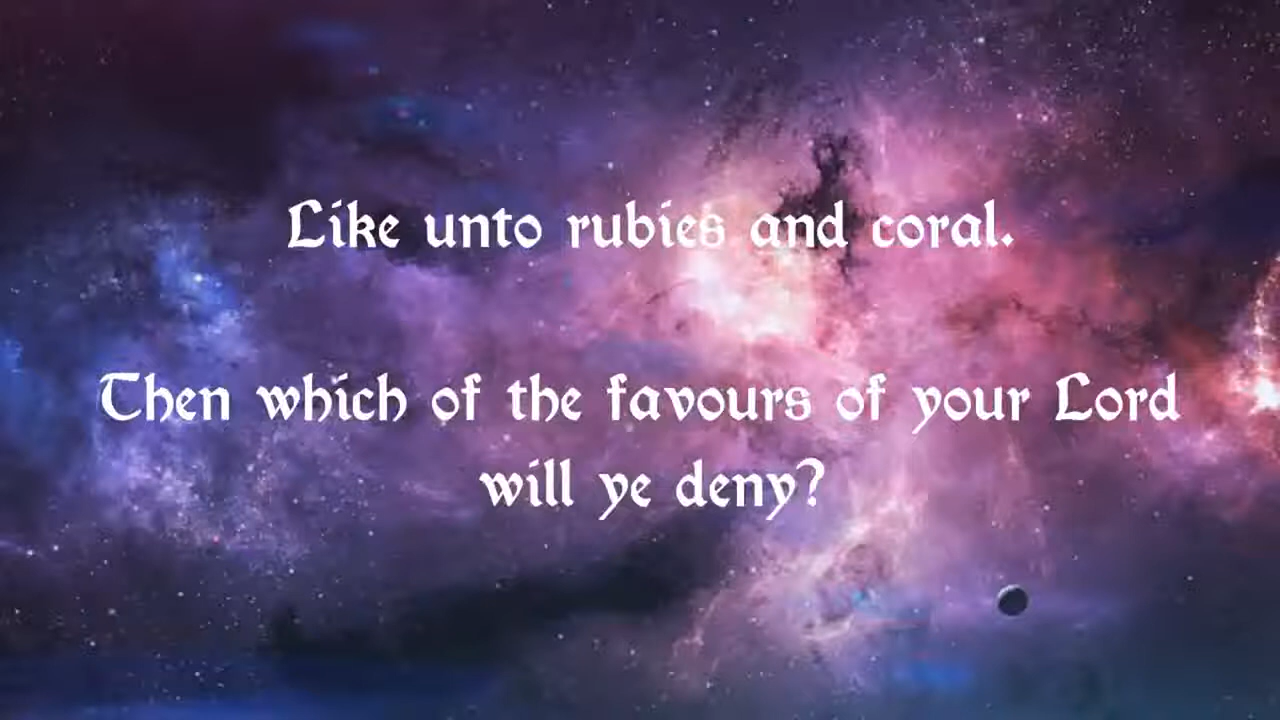 Like unto rubies and coral.
Then which of the favours of your Lord
will ye deny?